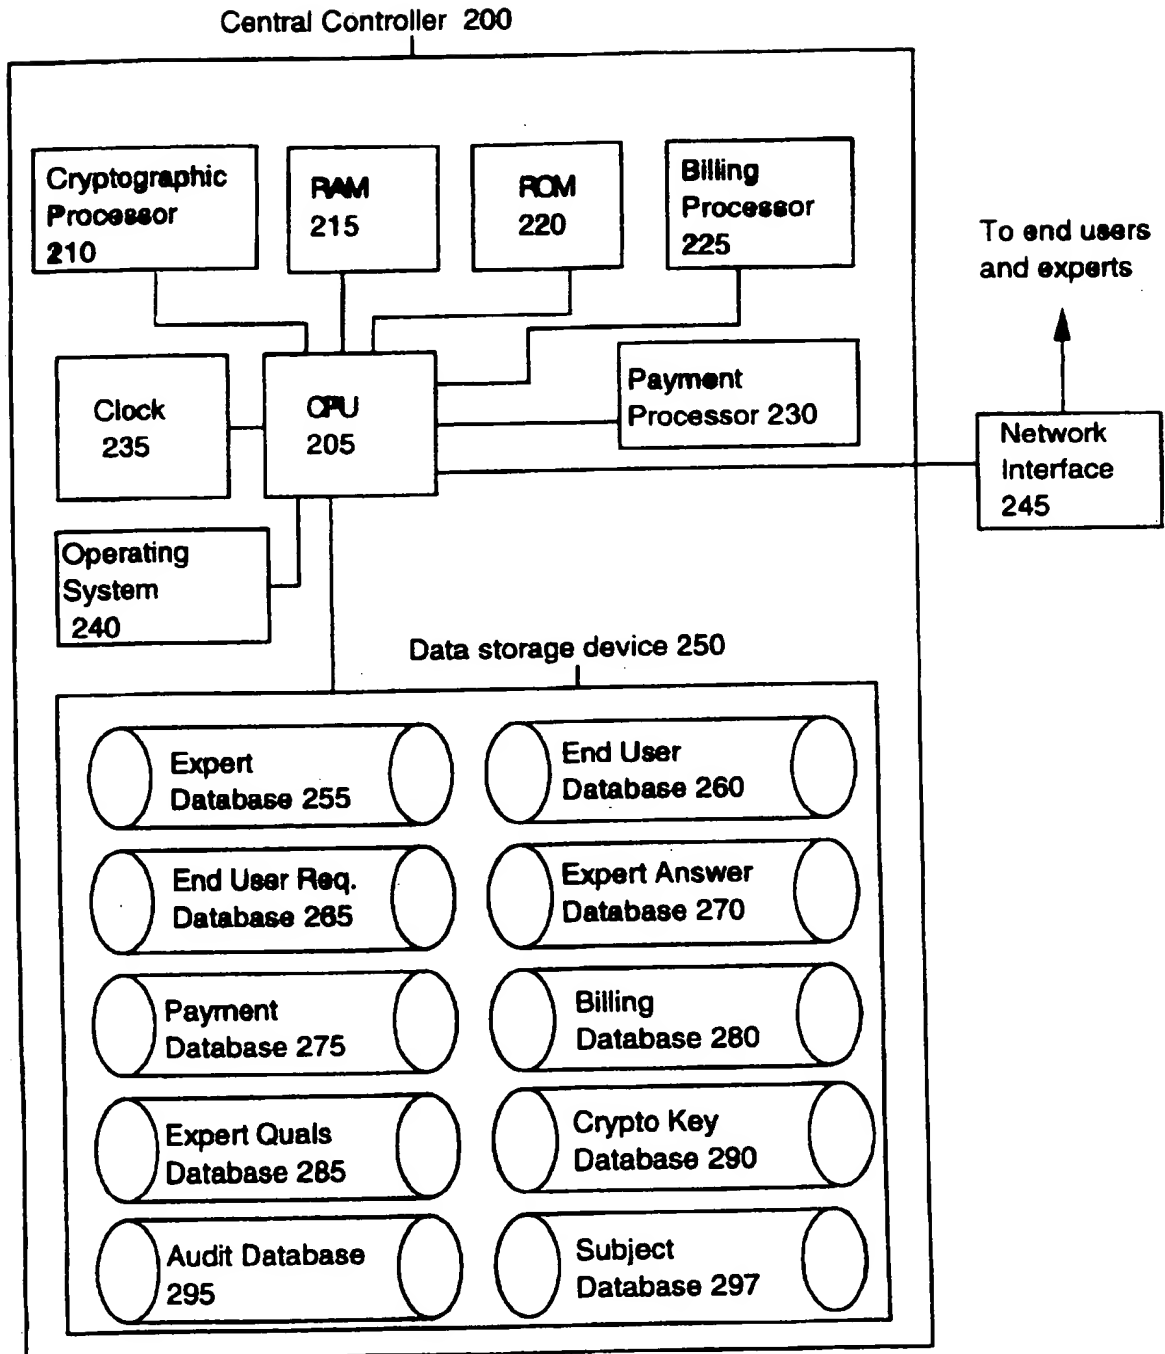 Central Controller 200
Cryptographic
Processor
210
RAM
215
ROM
220
Billing
Processor
225
To end users
and experts
Clock
235
CPU
205
Payment
Processor 230
Network
Interface
245
Operating
System
240
Data storage device 250
Expert
Database 255
End User
Database 260
End User Req.
Database 265
Expert Answer
Database 270
Payment
Database 275
Billing
Database 280
Expert Quals
Database 285
Crypto Key
Database 290
Audit Database
295
Subject
Database 297